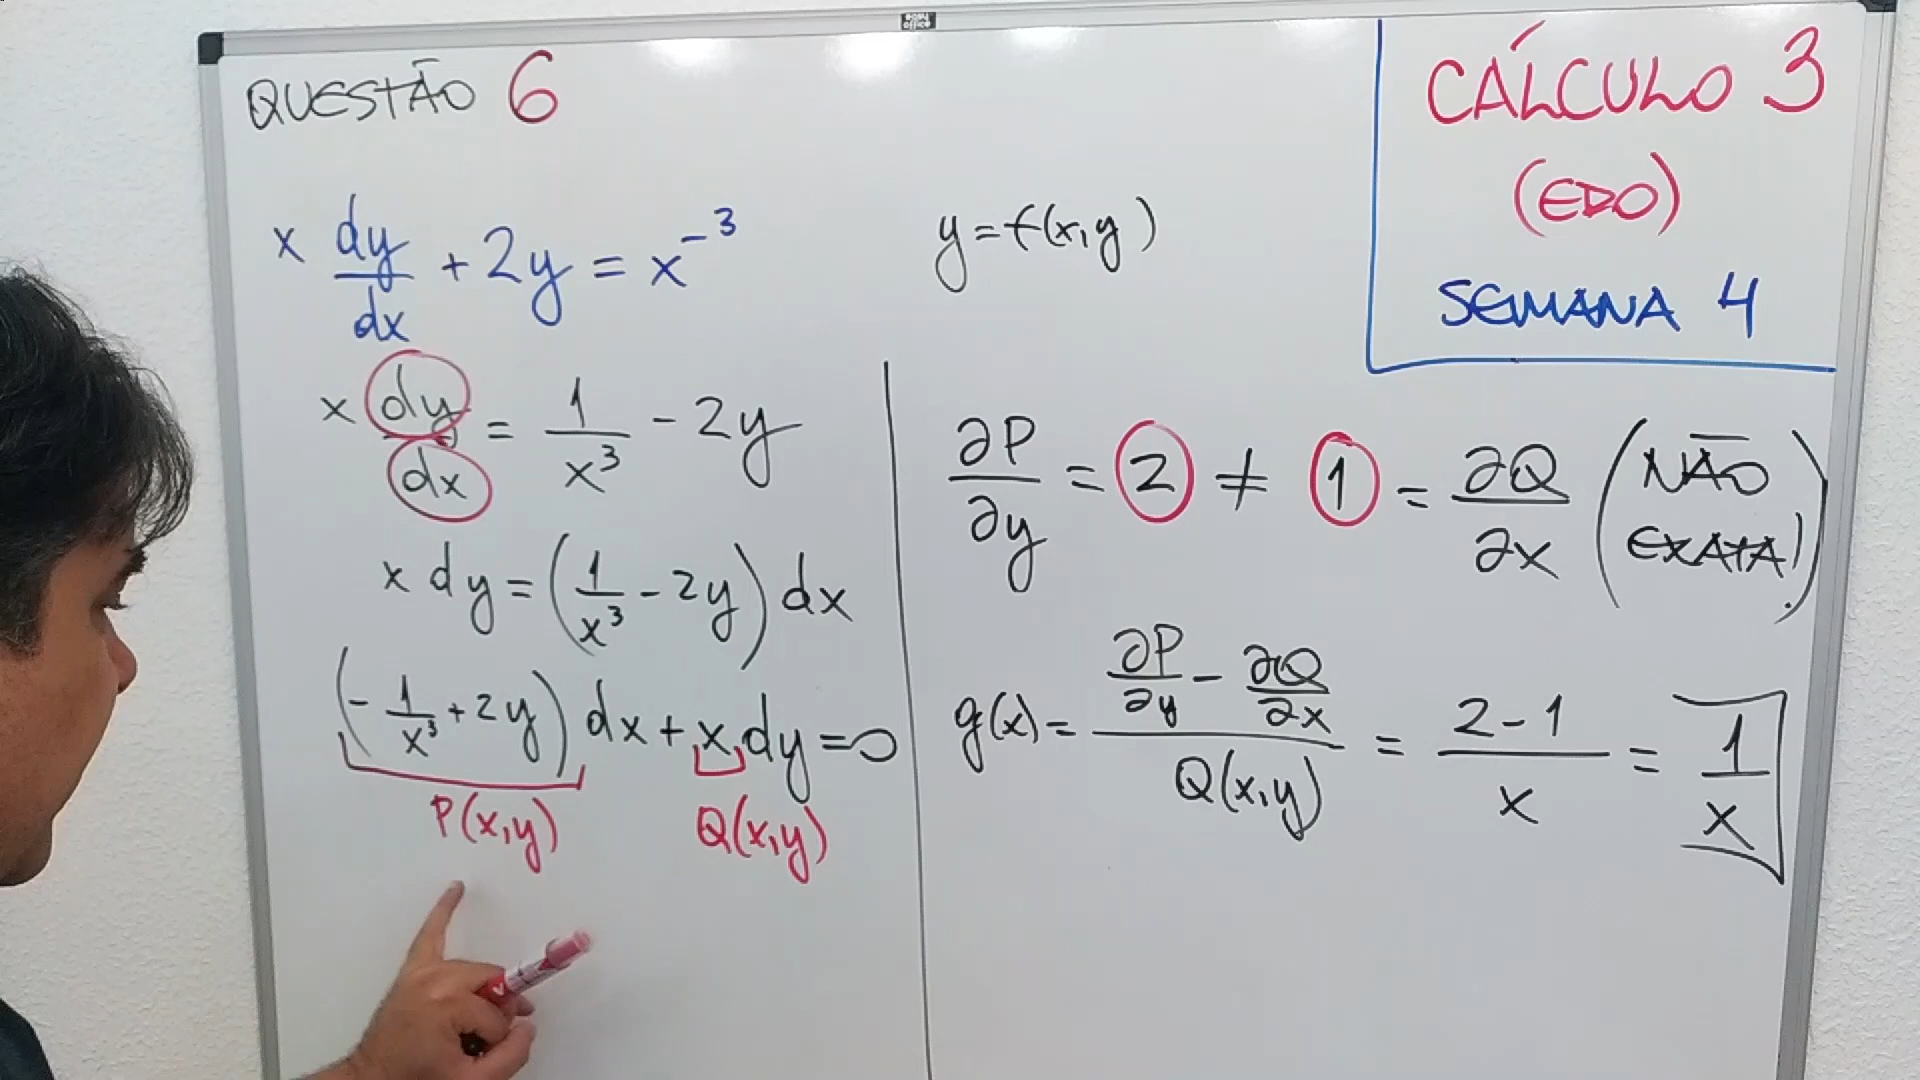 QUESTÃO 6
CÁLCULO 3
(EDO)
SEMANA 4
x dy/dx + 2y = x⁻³
y = f(x,y)
x dy/dx = 1/x³ - 2y
x dy = (1/x³ - 2y) dx
(-1/x³ + 2y) dx + x dy = 0
P(x,y) Q(x,y)
∂P/∂y = 2 ≠ 1 = ∂Q/∂x (NÃO EXATA!)
g(x) = (∂P/∂y - ∂Q/∂x)/Q(x,y) = (2-1)/x = 1/x